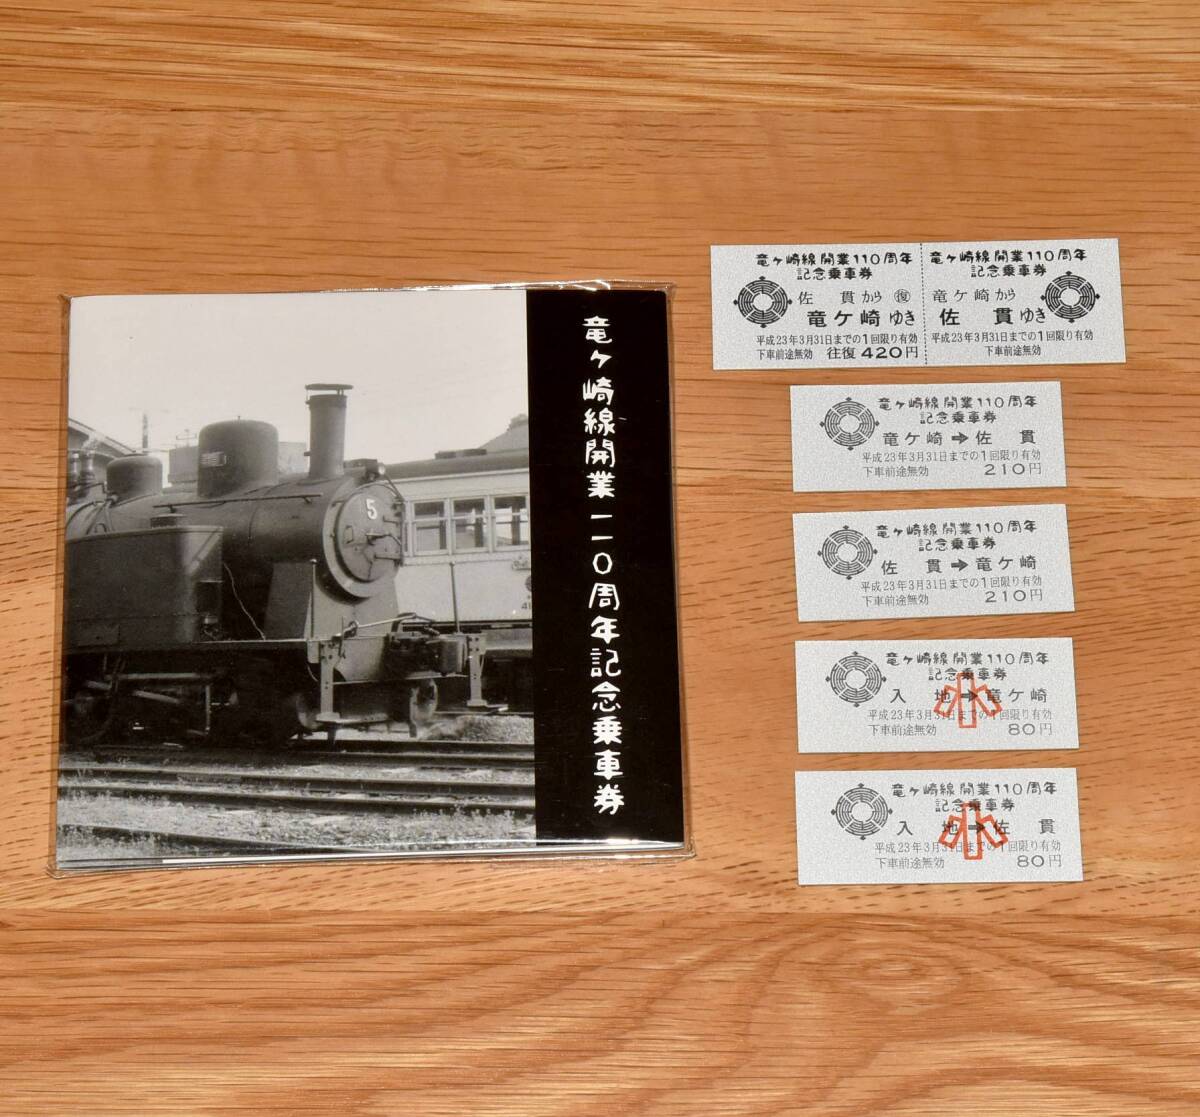 竜ヶ崎線開業一一〇周年記念乗車券
5
竜ヶ崎線開業110周年
記念乗車券
佐貫から 復
竜ケ崎ゆき
平成23年3月31日までの1回限り有効
下車前途無効 往復420円
竜ヶ崎線開業110周年
記念乗車券
竜ケ崎から
佐貫ゆき
平成23年3月31日までの1回限り有効
下車前途無効
竜ヶ崎線開業110周年
記念乗車券
竜ケ崎➡佐貫
平成23年3月31日までの1回限り有効
下車前途無効 210円
竜ヶ崎線開業110周年
記念乗車券
佐貫➡竜ケ崎
平成23年3月31日までの1回限り有効
下車前途無効 210円
竜ヶ崎線開業110周年
記念乗車券
入地➡竜ケ崎
小
平成23年3月31日までの1回限り有効
下車前途無効 80円
竜ヶ崎線開業110周年
記念乗車券
入地➡佐貫
小
平成23年3月31日までの1回限り有効
下車前途無効 80円